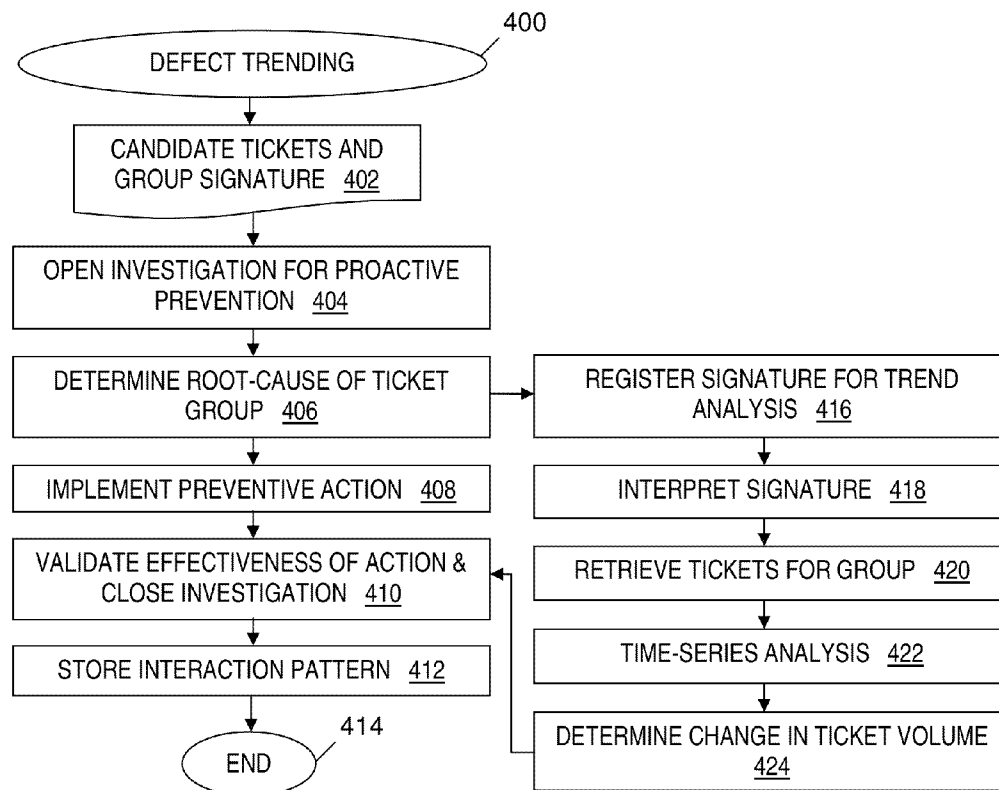 400
DEFECT TRENDING
CANDIDATE TICKETS AND
GROUP SIGNATURE 402
OPEN INVESTIGATION FOR PROACTIVE
PREVENTION 404
DETERMINE ROOT-CAUSE OF TICKET
GROUP 406
IMPLEMENT PREVENTIVE ACTION 408
VALIDATE EFFECTIVENESS OF ACTION &
CLOSE INVESTIGATION 410
STORE INTERACTION PATTERN 412
414
END
REGISTER SIGNATURE FOR TREND
ANALYSIS 416
INTERPRET SIGNATURE 418
RETRIEVE TICKETS FOR GROUP 420
TIME-SERIES ANALYSIS 422
DETERMINE CHANGE IN TICKET VOLUME
424